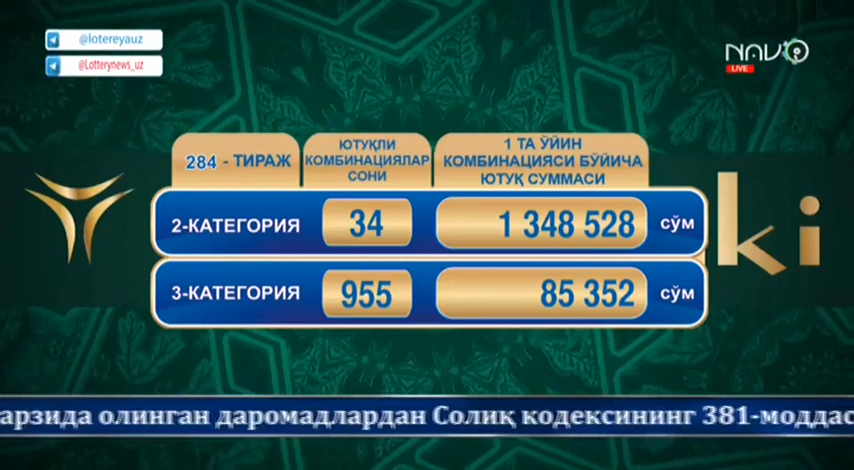 @lotereyauz
@Lotterynews_uz
NAVO
LIVE
284 - ТИРАЖ
ЮТУҚЛИ
КОМБИНАЦИЯЛАР
СОНИ
1 ТА ЎЙИН
КОМБИНАЦИЯСИ БЎЙИЧА
ЮТУҚ СУММАСИ
2-КАТЕГОРИЯ 34 1 348 528 сўм
3-КАТЕГОРИЯ 955 85 352 сўм
ki
арзида олинган даромадлардан Солиқ кодексининг 381-моддас